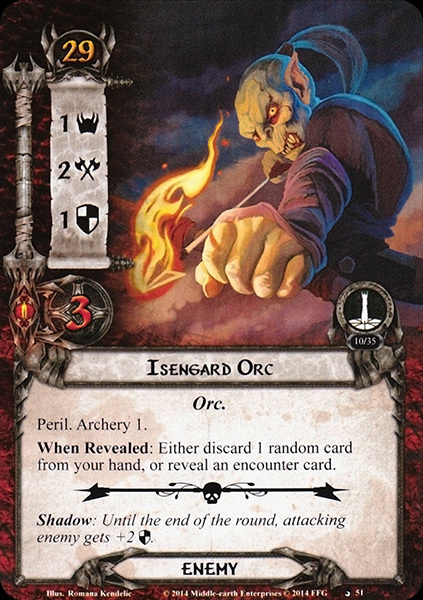 29
1
2
1
3
10/35
Isengard Orc
Orc.
Peril. Archery 1.
When Revealed: Either discard 1 random card
from your hand, or reveal an encounter card.
Shadow: Until the end of the round, attacking
enemy gets +2 .
ENEMY
Illus. Romana Kendelic © 2014 Middle-earth Enterprises © 2014 FFG 51